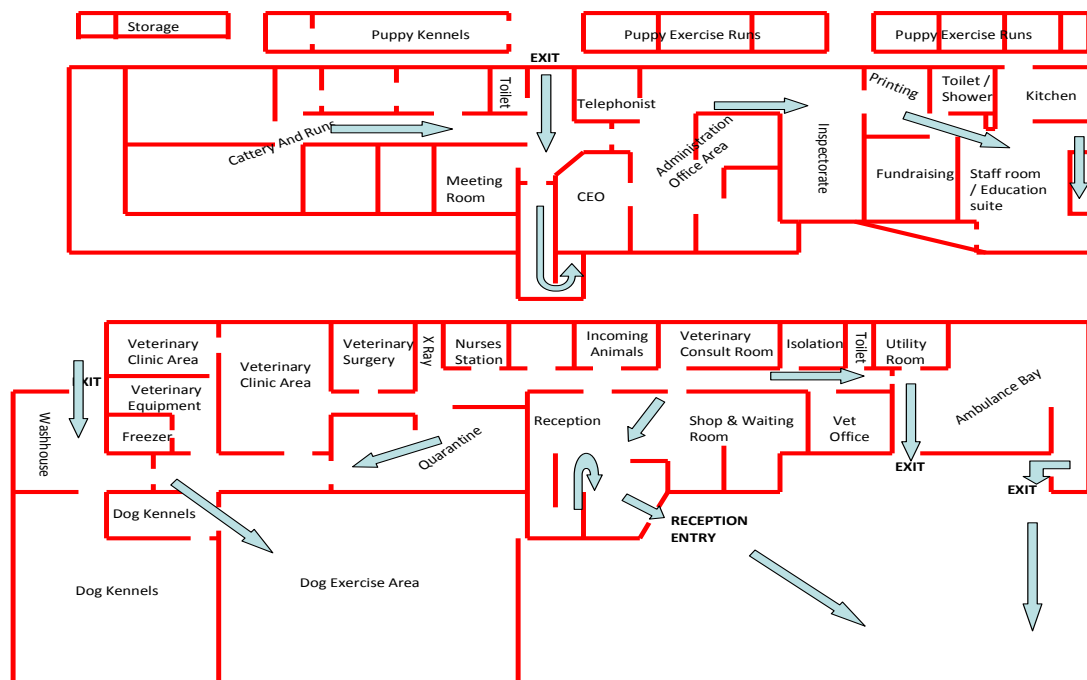 Storage
Puppy Kennels
Puppy Exercise Runs
Puppy Exercise Runs
EXIT
Toilet
Telephonist
Printing
Toilet /
Shower
Kitchen
Cattery And Runs
Administration
Office Area
Inspectorate
Meeting
Room
CEO
Fundraising
Staff room
/ Education
suite
Veterinary
Clinic Area
Veterinary
Clinic Area
Veterinary
Surgery
X Ray
Nurses
Station
Incoming
Animals
Veterinary
Consult Room
Isolation
Toilet
Utility
Room
Ambulance Bay
EXIT
Veterinary
Equipment
Washhouse
Freezer
Quarantine
Reception
Shop & Waiting
Room
Vet
Office
EXIT
EXIT
Dog Kennels
RECEPTION
ENTRY
Dog Kennels
Dog Exercise Area